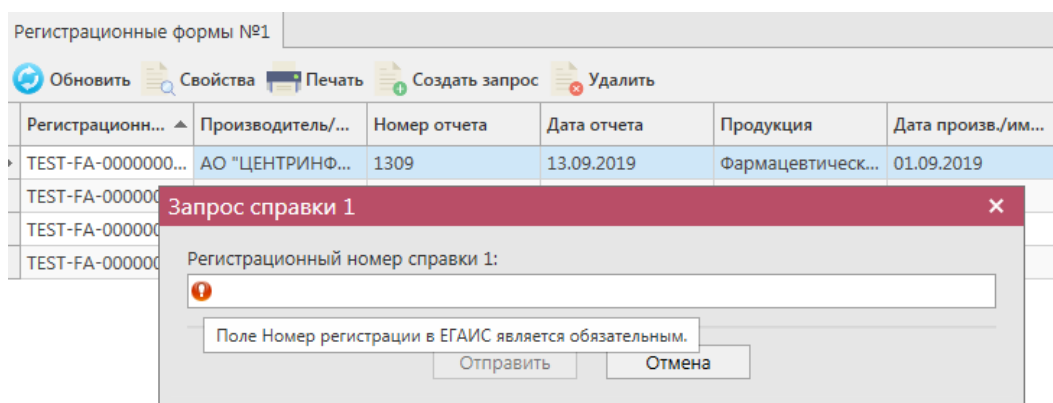 Регистрационные формы №1
Обновить Свойства Печать Создать запрос Удалить
Регистрационн... Производитель/... Номер отчета Дата отчета Продукция Дата произв./им...
TEST-FA-0000000... АО "ЦЕНТРИНФ... 1309 13.09.2019 Фармацевтическ... 01.09.2019
TEST-FA-000000
TEST-FA-000000
TEST-FA-000000
Запрос справки 1
Регистрационный номер справки 1:
Поле Номер регистрации в ЕГАИС является обязательным.
Отправить Отмена